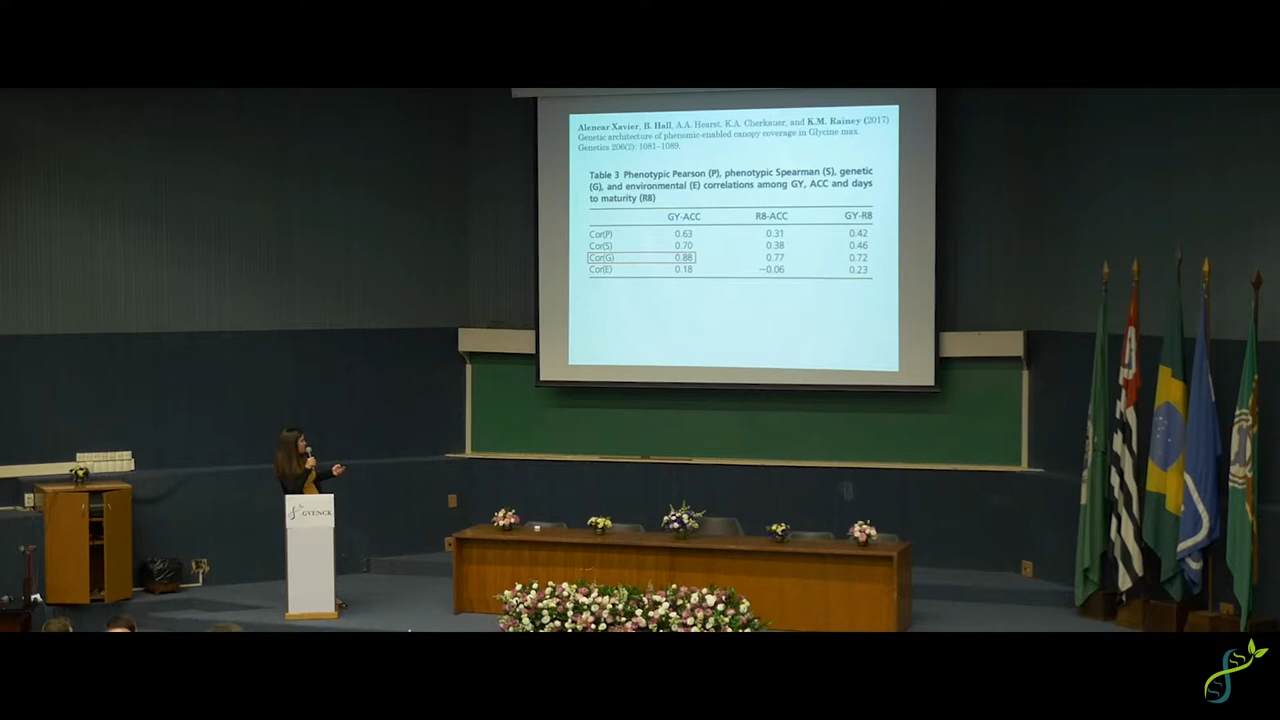 Alencar Xavier, B. Hall, A.A. Hearst, K.A. Cherkauer, and K.M. Rainey (2017)
Genetic architecture of phenomic-enabled canopy coverage in Glycine max.
Genetics 206(2): 1081–1089.
Table 3 Phenotypic Pearson (P), phenotypic Spearman (S), genetic
(G), and environmental (E) correlations among GY, ACC and days
to maturity (R8)
GY-ACC R8-ACC GY-R8
Cor(P) 0.63 0.31 0.42
Cor(S) 0.70 0.38 0.46
Cor(G) 0.88 0.77 0.72
Cor(E) 0.18 −0.06 0.23
GVENCK